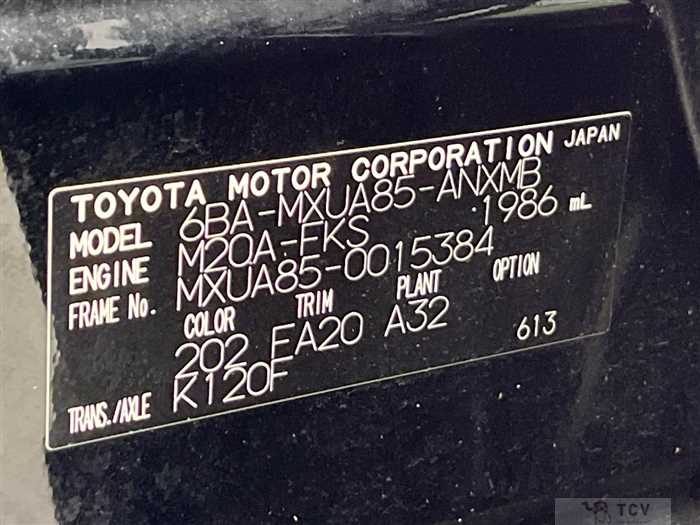 TOYOTA MOTOR CORPORATION JAPAN
MODEL 6BA-MXUA85-ANXMB
ENGINE M20A-FKS 1986 mL
FRAME No. MXUA85-0015384
COLOR TRIM PLANT OPTION
202 EA20 A32
613
TRANS./AXLE K120F
TCV